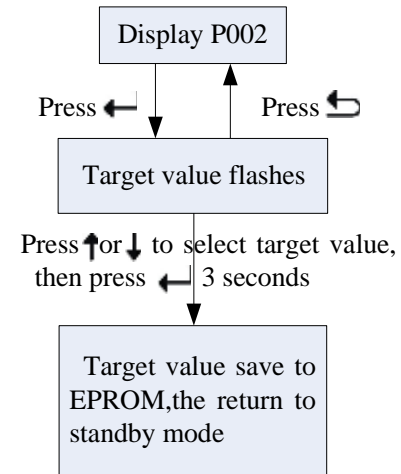 Display P002
Press ↵ Press ⮌
Target value flashes
Press ↑or ↓ to select target value,
then press ↵ 3 seconds
Target value save to
EPROM,the return to
standby mode